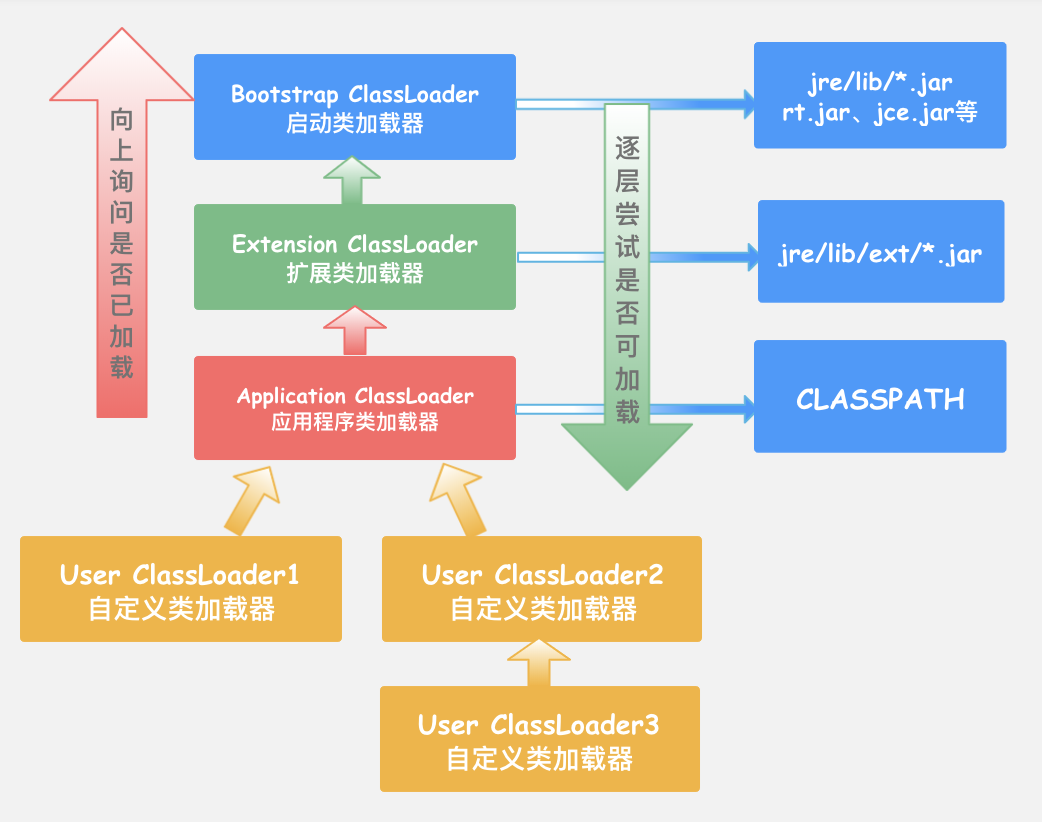 向上询问是否已加载
Bootstrap ClassLoader
启动类加载器
jre/lib/*.jar
rt.jar、jce.jar等
逐层尝试是否可加载
Extension ClassLoader
扩展类加载器
jre/lib/ext/*.jar
Application ClassLoader
应用程序类加载器
CLASSPATH
User ClassLoader1
自定义类加载器
User ClassLoader2
自定义类加载器
User ClassLoader3
自定义类加载器